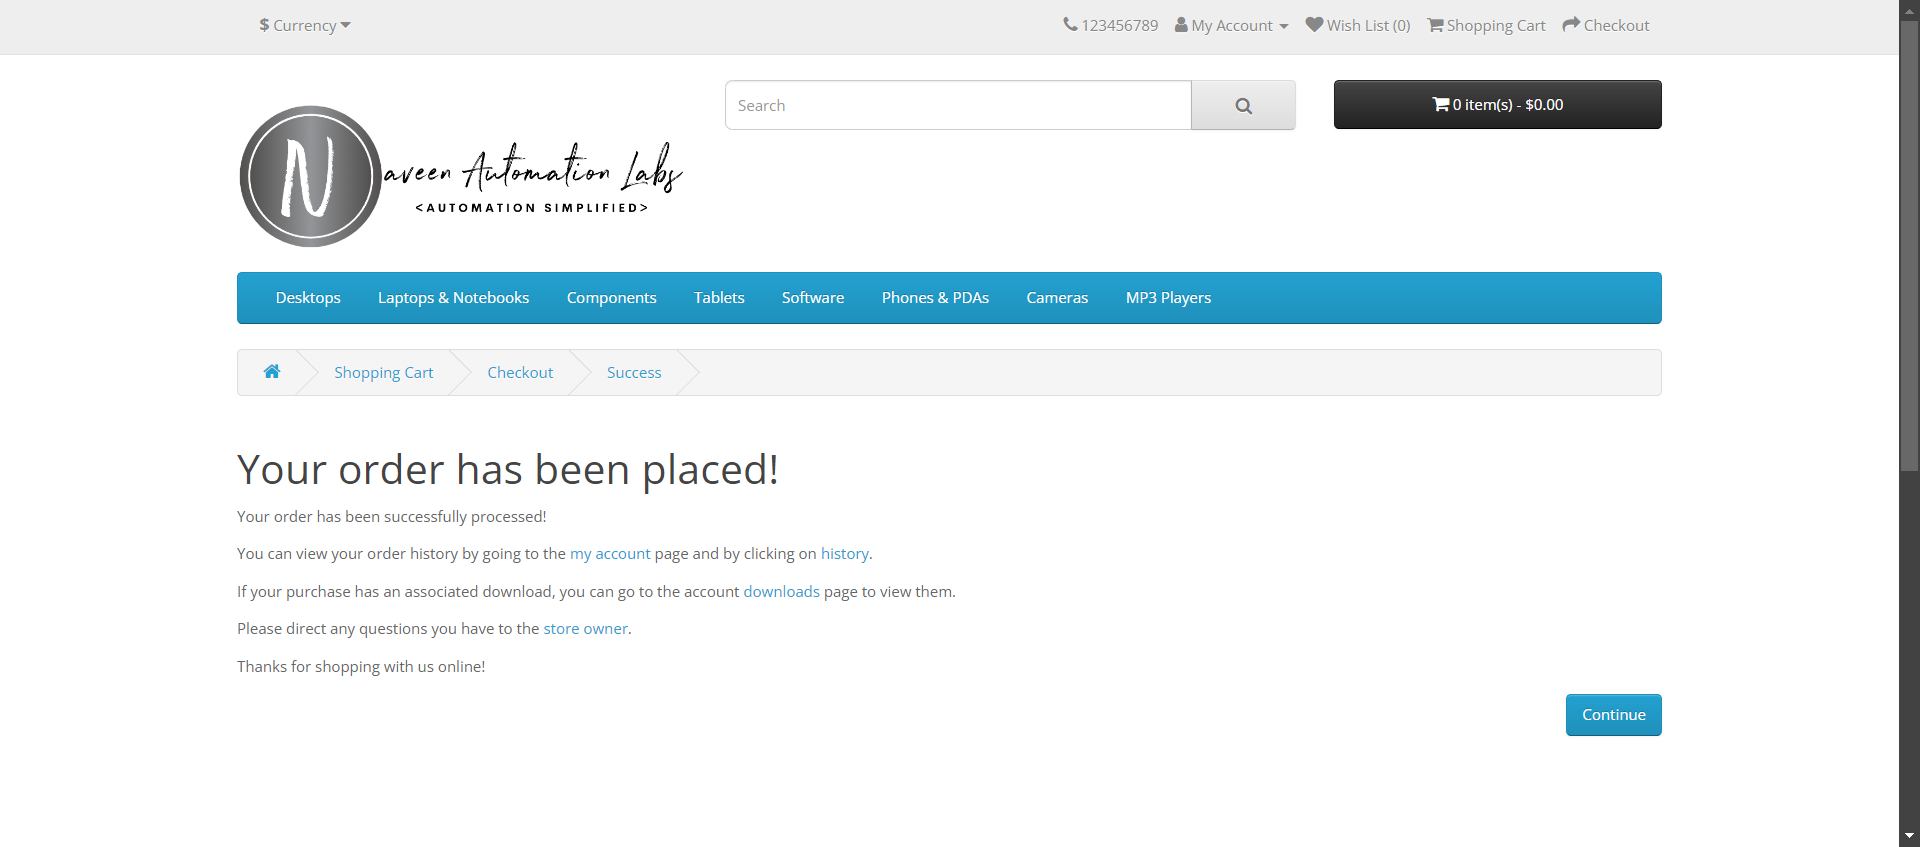 $ Currency
123456789 My Account Wish List (0) Shopping Cart Checkout
Search
0 item(s) - $0.00
Naveen Automation Labs
<AUTOMATION SIMPLIFIED>
Desktops Laptops & Notebooks Components Tablets Software Phones & PDAs Cameras MP3 Players
Shopping Cart Checkout Success
Your order has been placed!
Your order has been successfully processed!
You can view your order history by going to the my account page and by clicking on history.
If your purchase has an associated download, you can go to the account downloads page to view them.
Please direct any questions you have to the store owner.
Thanks for shopping with us online!
Continue